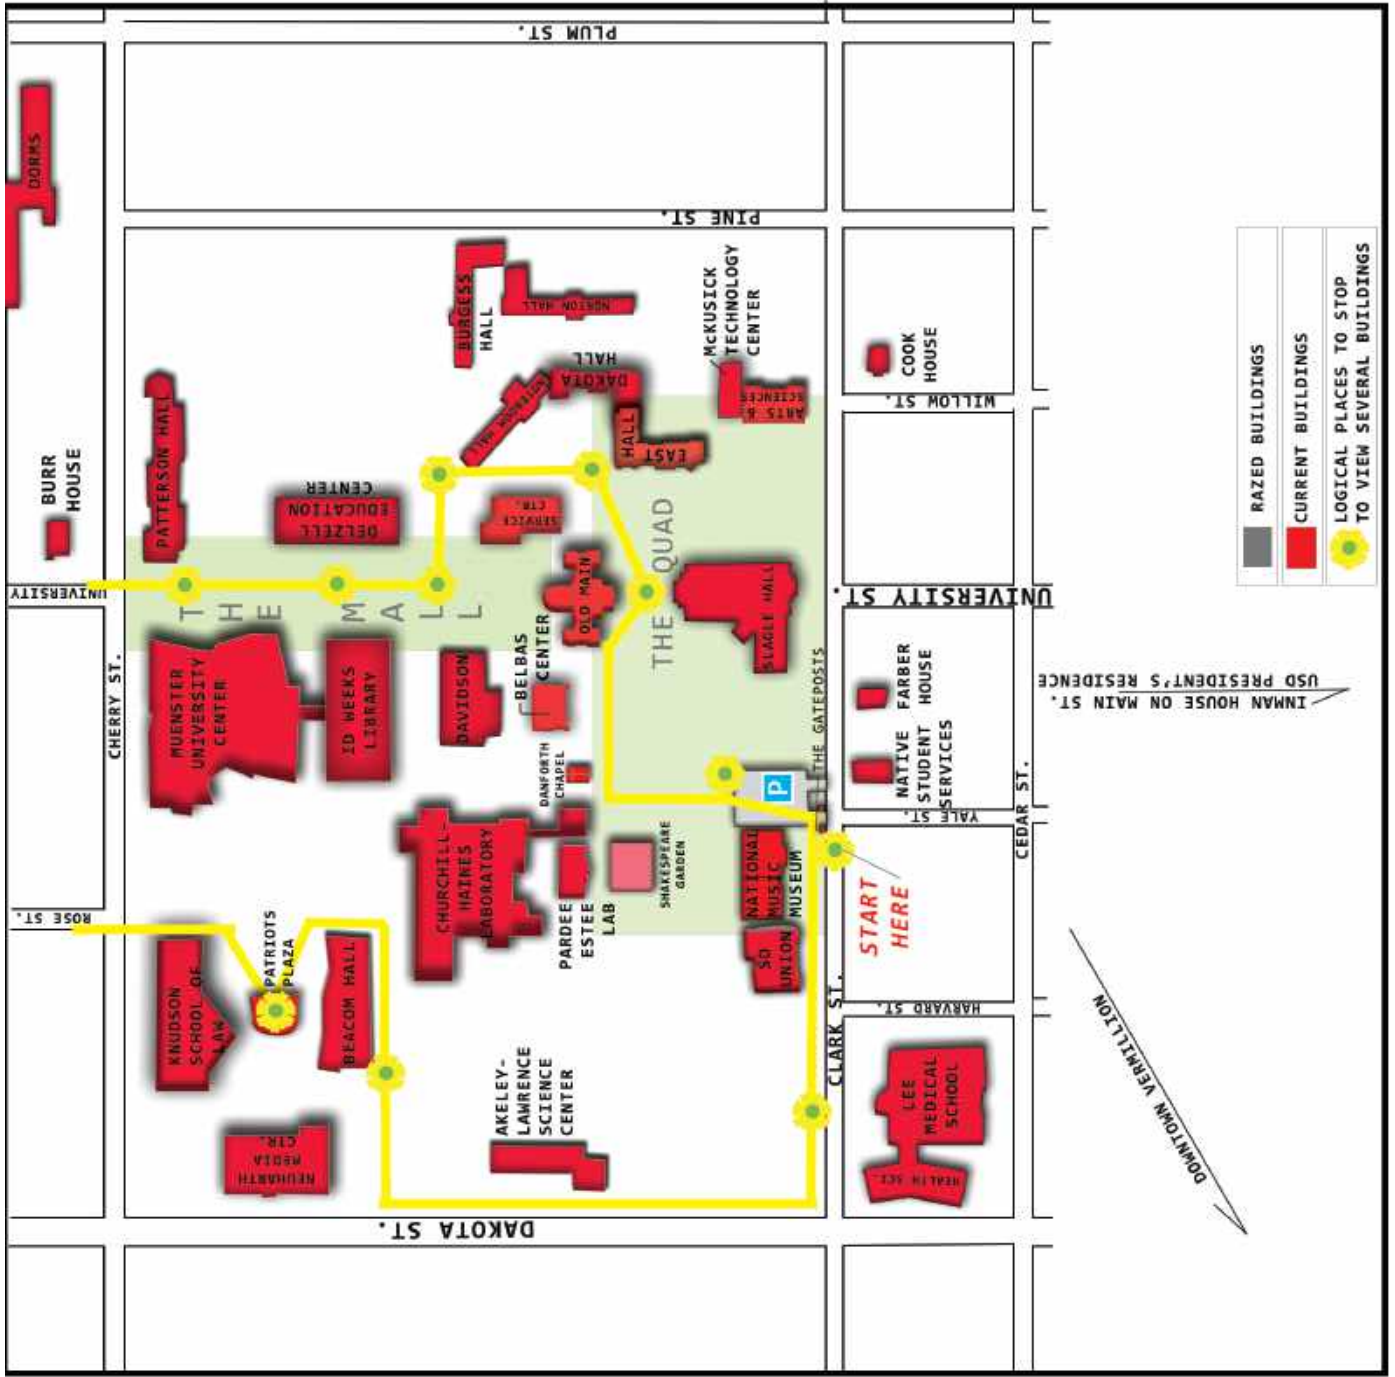 PLUM ST.
DORMS
PINE ST.
BURR
HOUSE
PATTERSON HALL
BURGESS
HALL
NORTON HALL
McKUSICK
TECHNOLOGY
CENTER
COOK
HOUSE
DAKOTA
HALL
ARTS &
SCIENCES
WILLOW ST.
EAST
HALL
DELZELL
EDUCATION
CENTER
SERVICE
CTR.
UNIVERSITY
THE MALL
OLD MAIN
THE QUAD
SLAGLE HALL
UNIVERSITY ST.
CHERRY ST.
MUENSTER
UNIVERSITY
CENTER
ID WEEKS
LIBRARY
DAVIDSON
BELBAS
CENTER
DANFORTH
CHAPEL
P
THE GATEPOSTS
FARBER
HOUSE
NATIVE
STUDENT
SERVICES
YALE ST.
CEDAR ST.
INMAN HOUSE ON MAIN ST.
USD PRESIDENT'S RESIDENCE
ROSE ST.
CHURCHILL-
HAINES
LABORATORY
PARDEE
ESTEE
LAB
SHAKESPEARE
GARDEN
NATIONAL
MUSIC
MUSEUM
START
HERE
SD
UNION
CLARK ST.
HARVARD ST.
KNUDSON
SCHOOL OF
LAW
PATRIOTS
PLAZA
BEACOM HALL
AKELEY-
LAWRENCE
SCIENCE
CENTER
LEE
MEDICAL
SCHOOL
HEALTH SCI.
NEUHARTH
MEDIA
CTR.
DAKOTA ST.
DOWNTOWN VERMILLION
RAZED BUILDINGS
CURRENT BUILDINGS
LOGICAL PLACES TO STOP
TO VIEW SEVERAL BUILDINGS